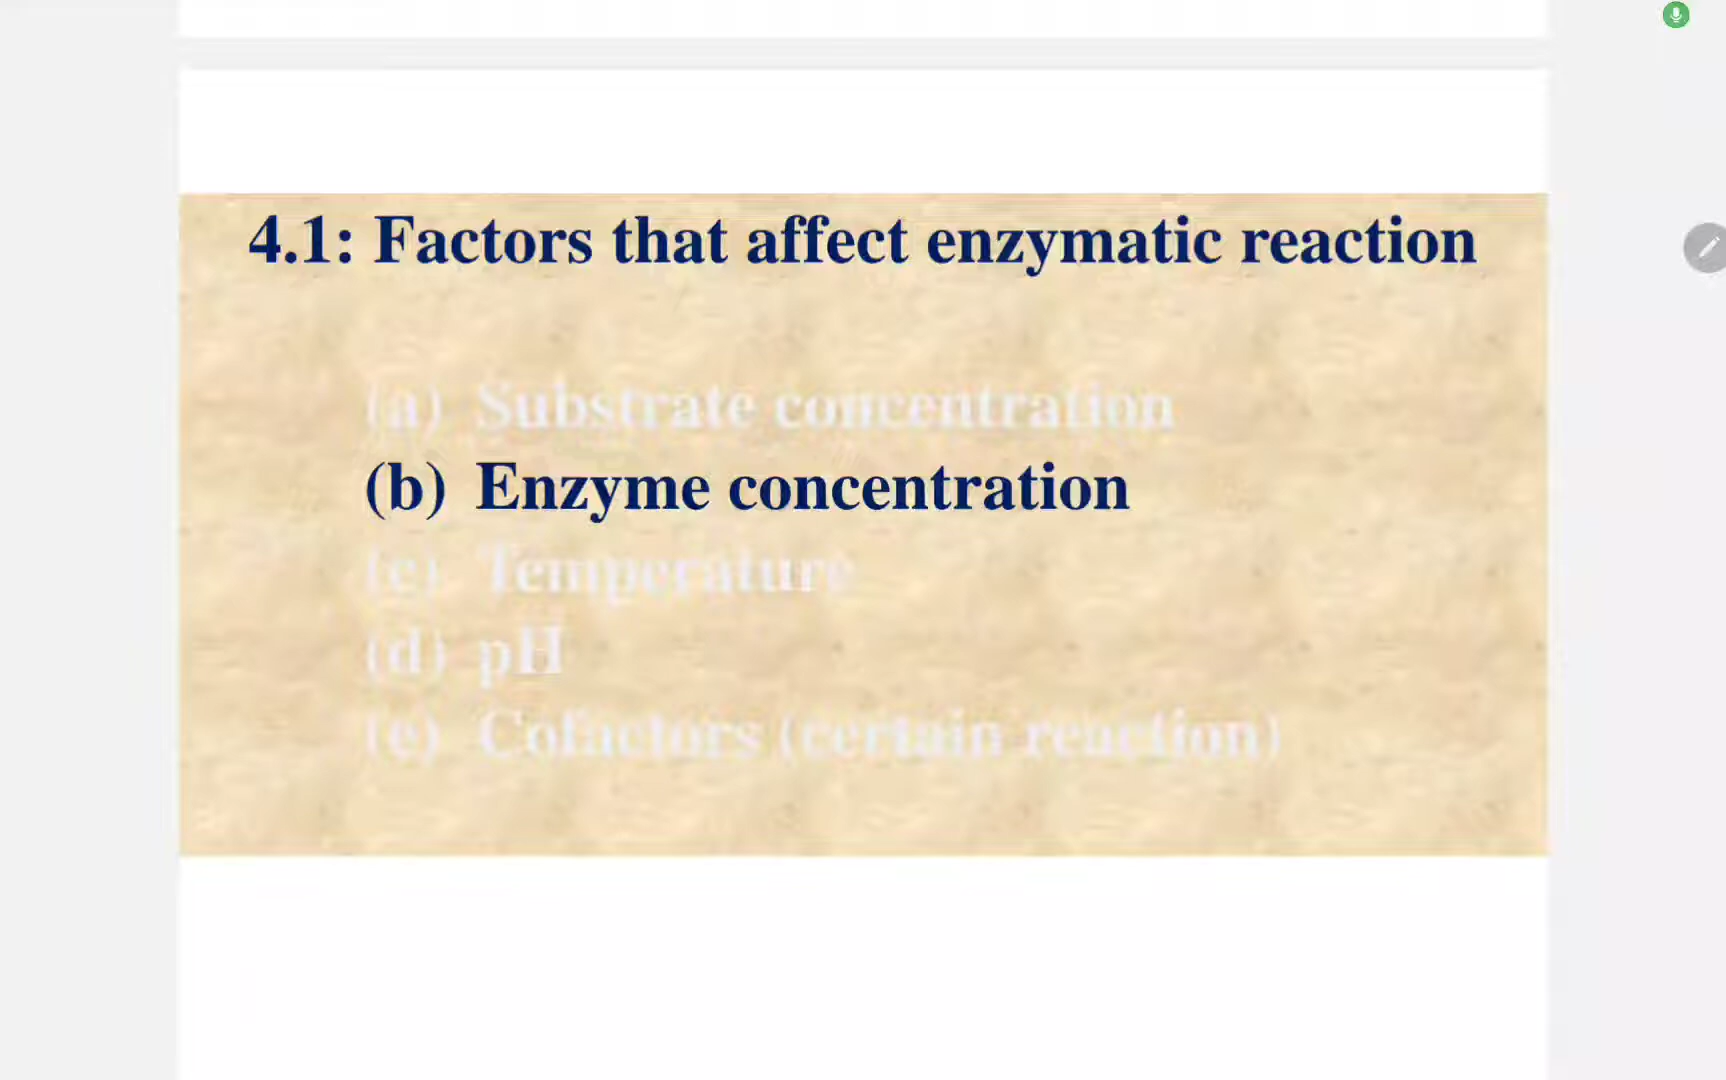 4.1: Factors that affect enzymatic reaction
(a) Substrate concentration
(b) Enzyme concentration
(c) Temperature
(d) pH
(e) Cofactors (certain reaction)